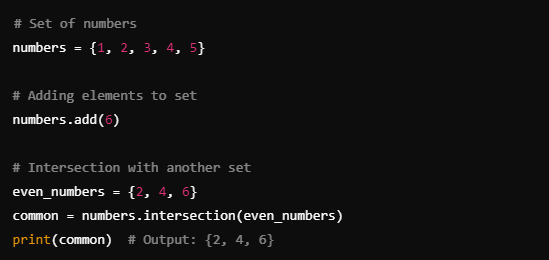 # Set of numbers
numbers = {1, 2, 3, 4, 5}
# Adding elements to set
numbers.add(6)
# Intersection with another set
even_numbers = {2, 4, 6}
common = numbers.intersection(even_numbers)
print(common)  # Output: {2, 4, 6}